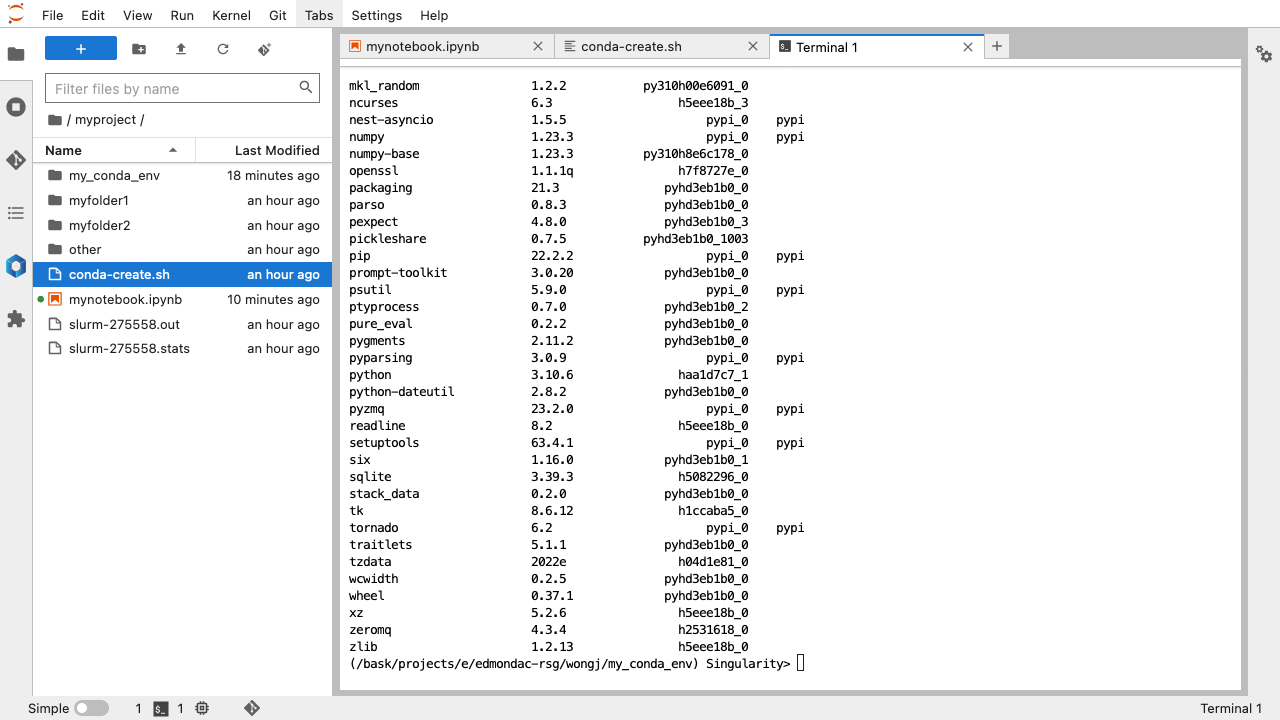 File Edit View Run Kernel Git Tabs Settings Help
+
Filter files by name
/ myproject /
Name Last Modified
my_conda_env 18 minutes ago
myfolder1 an hour ago
myfolder2 an hour ago
other an hour ago
conda-create.sh an hour ago
mynotebook.ipynb 10 minutes ago
slurm-275558.out an hour ago
slurm-275558.stats an hour ago
mynotebook.ipynb conda-create.sh Terminal 1
mkl_random 1.2.2 py310h00e6091_0
ncurses 6.3 h5eee18b_3
nest-asyncio 1.5.5 pypi_0 pypi
numpy 1.23.3 pypi_0 pypi
numpy-base 1.23.3 py310h8e6c178_0
openssl 1.1.1q h7f8727e_0
packaging 21.3 pyhd3eb1b0_0
parso 0.8.3 pyhd3eb1b0_0
pexpect 4.8.0 pyhd3eb1b0_3
pickleshare 0.7.5 pyhd3eb1b0_1003
pip 22.2.2 pypi_0 pypi
prompt-toolkit 3.0.20 pyhd3eb1b0_0
psutil 5.9.0 pypi_0 pypi
ptyprocess 0.7.0 pyhd3eb1b0_2
pure_eval 0.2.2 pyhd3eb1b0_0
pygments 2.11.2 pyhd3eb1b0_0
pyparsing 3.0.9 pypi_0 pypi
python 3.10.6 haa1d7c7_1
python-dateutil 2.8.2 pyhd3eb1b0_0
pyzmq 23.2.0 pypi_0 pypi
readline 8.2 h5eee18b_0
setuptools 63.4.1 pypi_0 pypi
six 1.16.0 pyhd3eb1b0_1
sqlite 3.39.3 h5082296_0
stack_data 0.2.0 pyhd3eb1b0_0
tk 8.6.12 h1ccaba5_0
tornado 6.2 pypi_0 pypi
traitlets 5.1.1 pyhd3eb1b0_0
tzdata 2022e h04d1e81_0
wcwidth 0.2.5 pyhd3eb1b0_0
wheel 0.37.1 pyhd3eb1b0_0
xz 5.2.6 h5eee18b_0
zeromq 4.3.4 h2531618_0
zlib 1.2.13 h5eee18b_0
(/bask/projects/e/edmondac-rsg/wongj/my_conda_env) Singularity>
Simple 1 1 Terminal 1